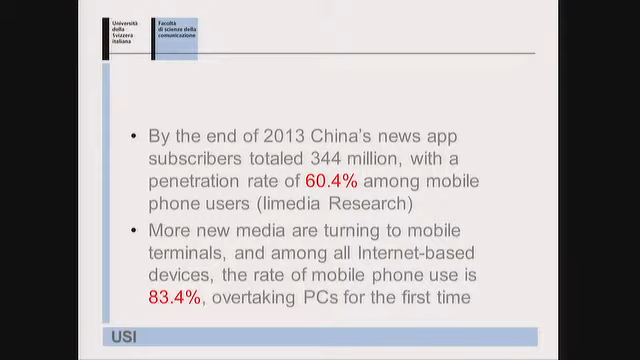 Università
della
Svizzera
italiana
Facoltà
di scienze della
comunicazione
• By the end of 2013 China's news app
subscribers totaled 344 million, with a
penetration rate of 60.4% among mobile
phone users (Iimedia Research)
• More new media are turning to mobile
terminals, and among all Internet-based
devices, the rate of mobile phone use is
83.4%, overtaking PCs for the first time
USI